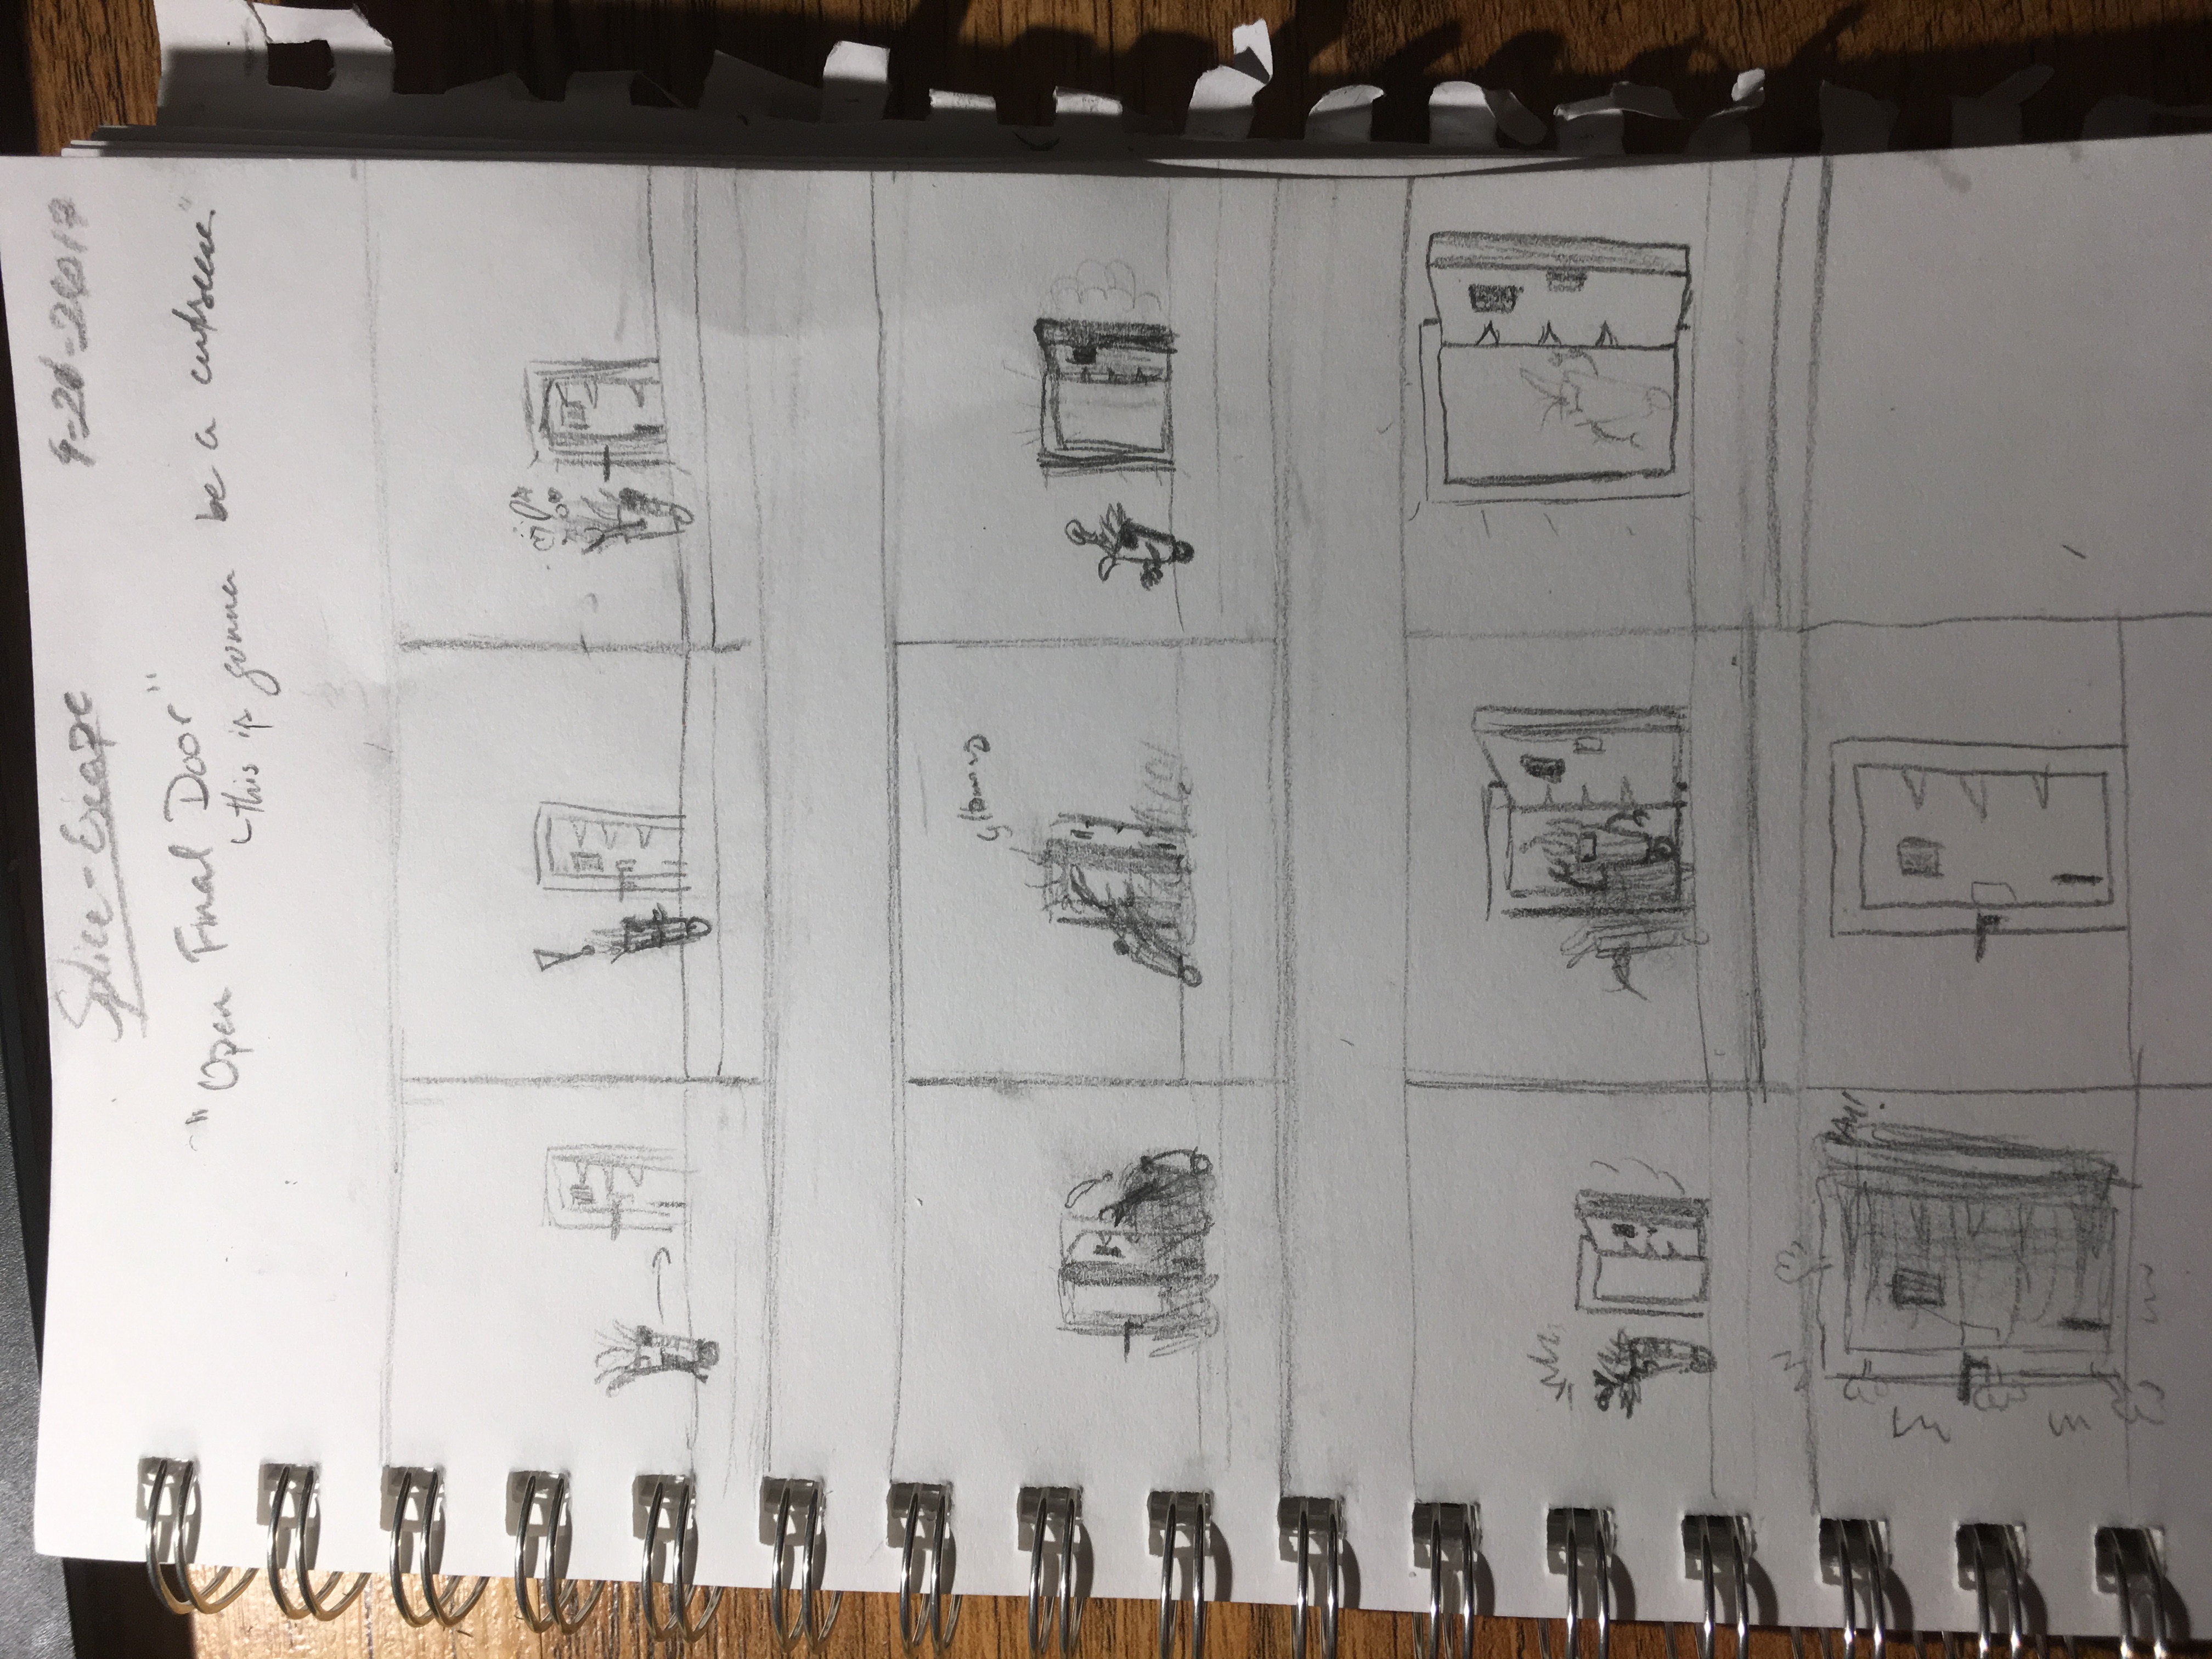 Splice-Escape
"Open Final Door"
this is gonna be a cutscene"
glowing